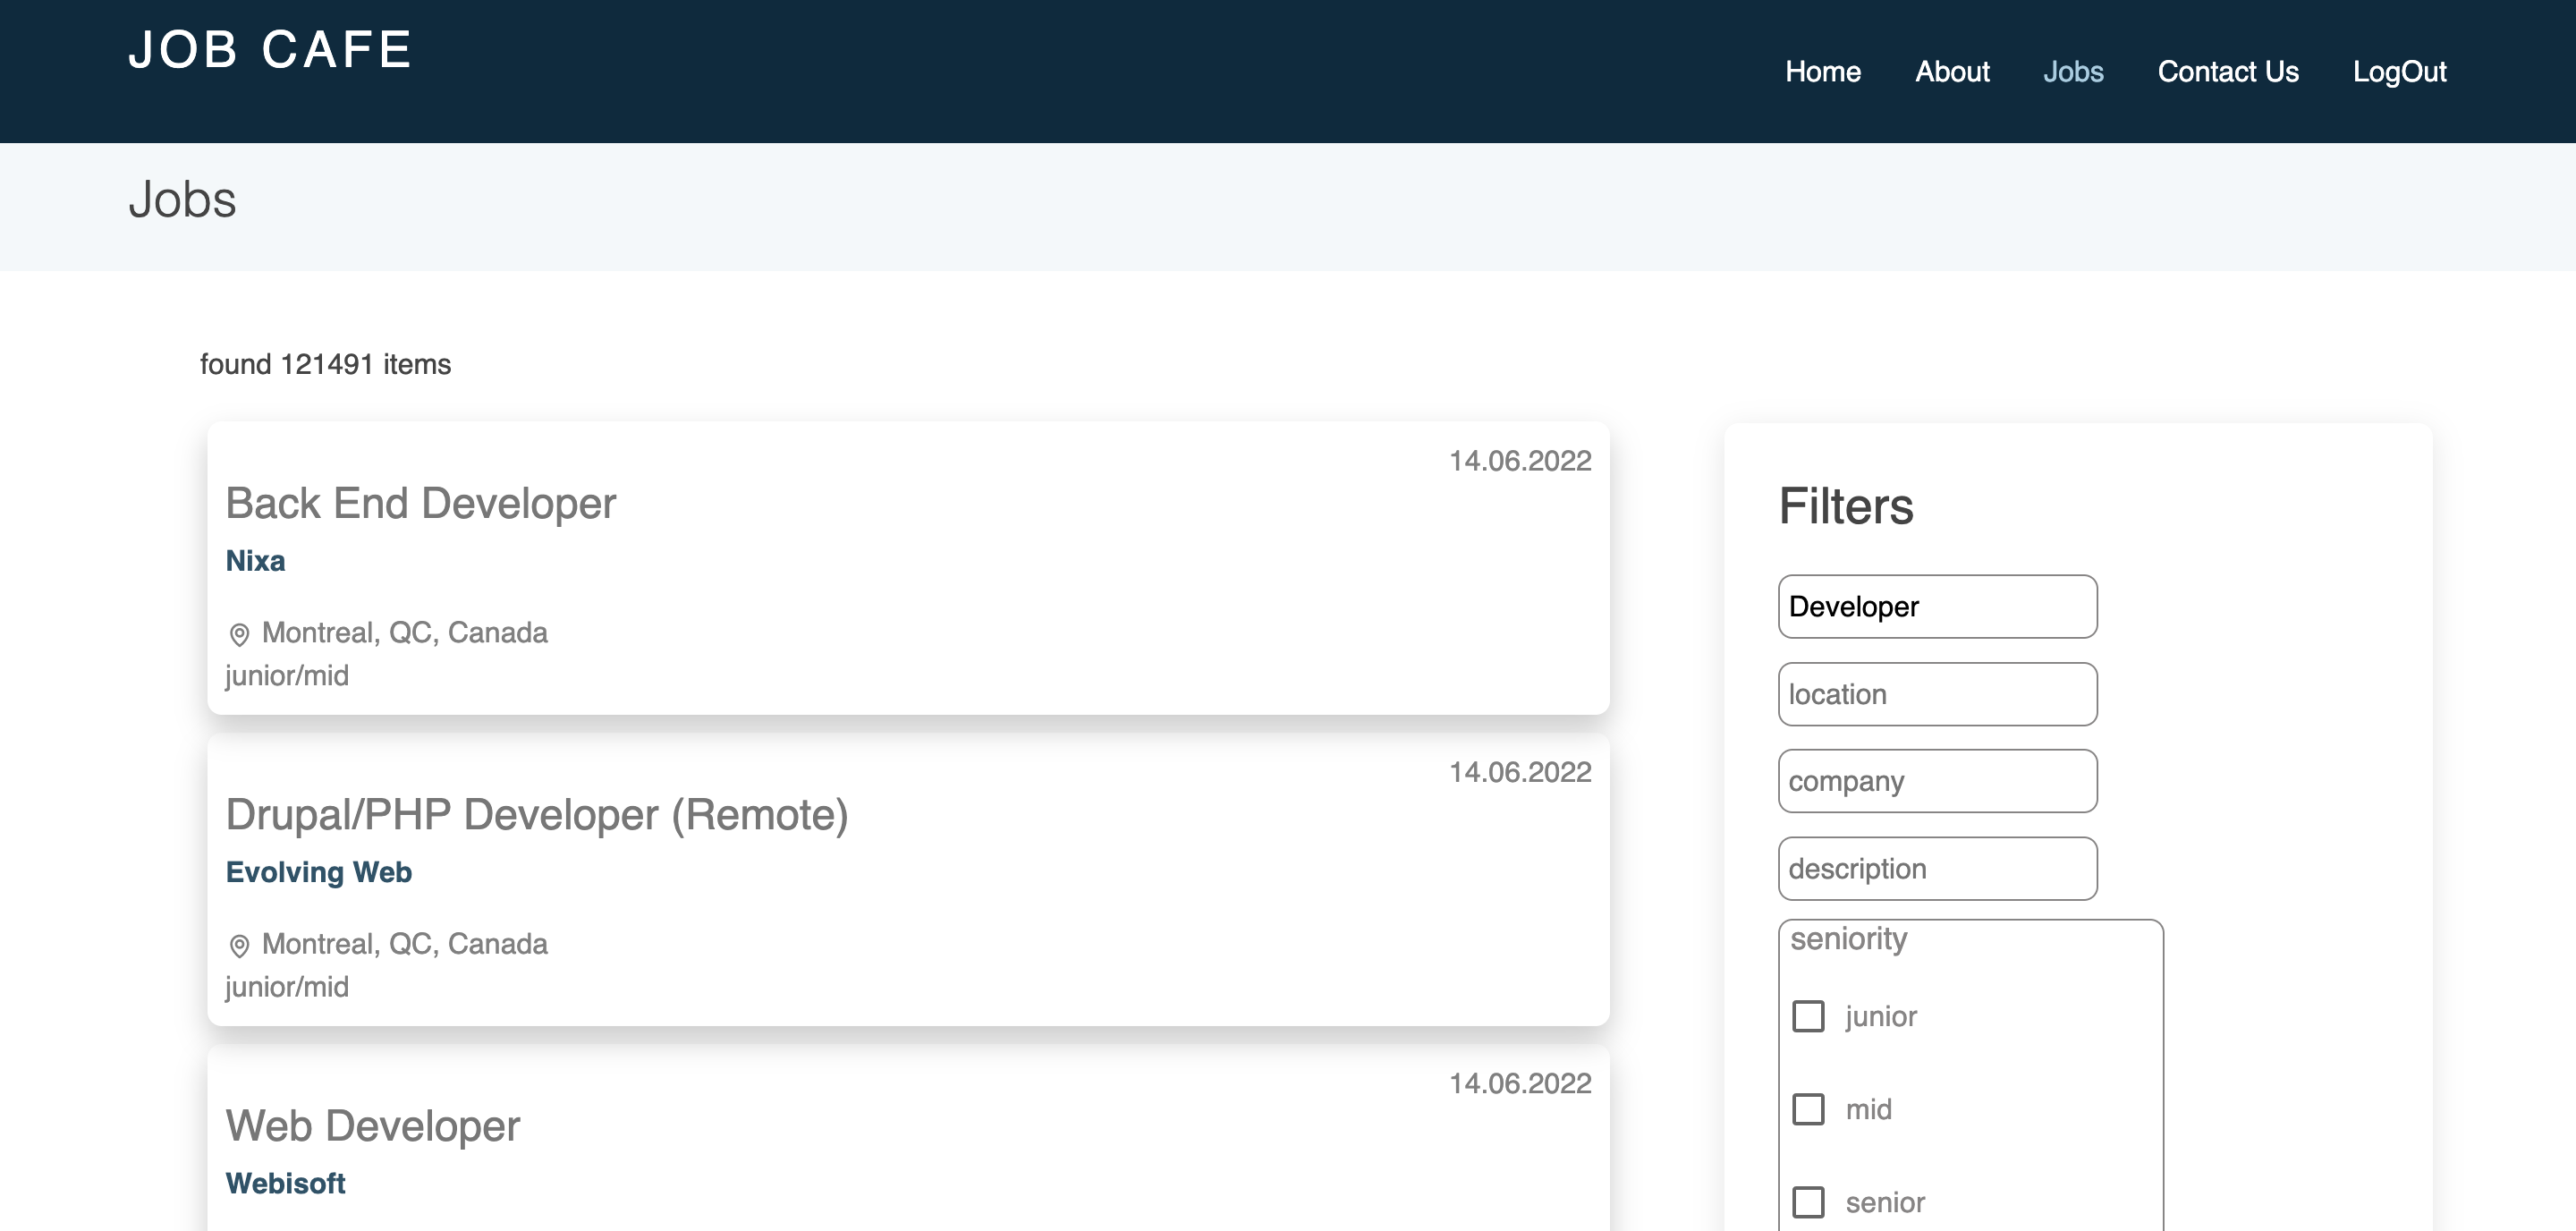 JOB CAFE
Home About Jobs Contact Us LogOut
Jobs
found 121491 items
14.06.2022
Back End Developer
Nixa
Montreal, QC, Canada
junior/mid
14.06.2022
Drupal/PHP Developer (Remote)
Evolving Web
Montreal, QC, Canada
junior/mid
14.06.2022
Web Developer
Webisoft
Filters
Developer
location
company
description
seniority
junior
mid
senior